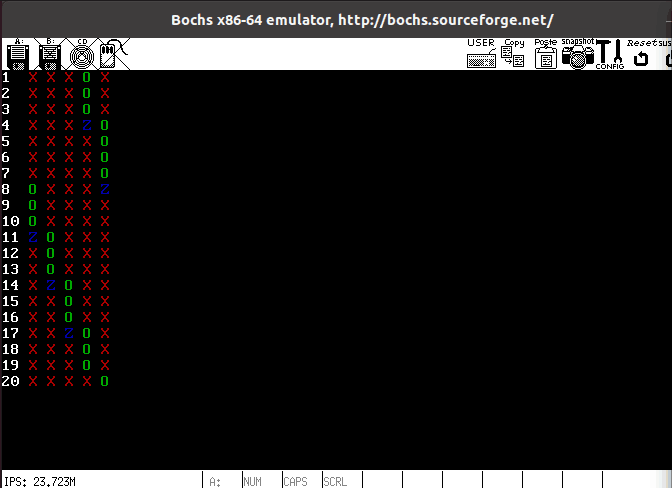 Bochs x86-64 emulator, http://bochs.sourceforge.net/
A: B: CD USER Copy Paste snapshot CONFIG Reset
1 X X X O X
2 X X X O X
3 X X X O X
4 X X X Z O
5 X X X X O
6 X X X X O
7 X X X X O
8 O X X X Z
9 O X X X X
10 O X X X X
11 Z O X X X
12 X O X X X
13 X O X X X
14 X Z O X X
15 X X O X X
16 X X O X X
17 X X Z O X
18 X X X O X
19 X X X O X
20 X X X X O
IPS: 23.723M A: NUM CAPS SCRL